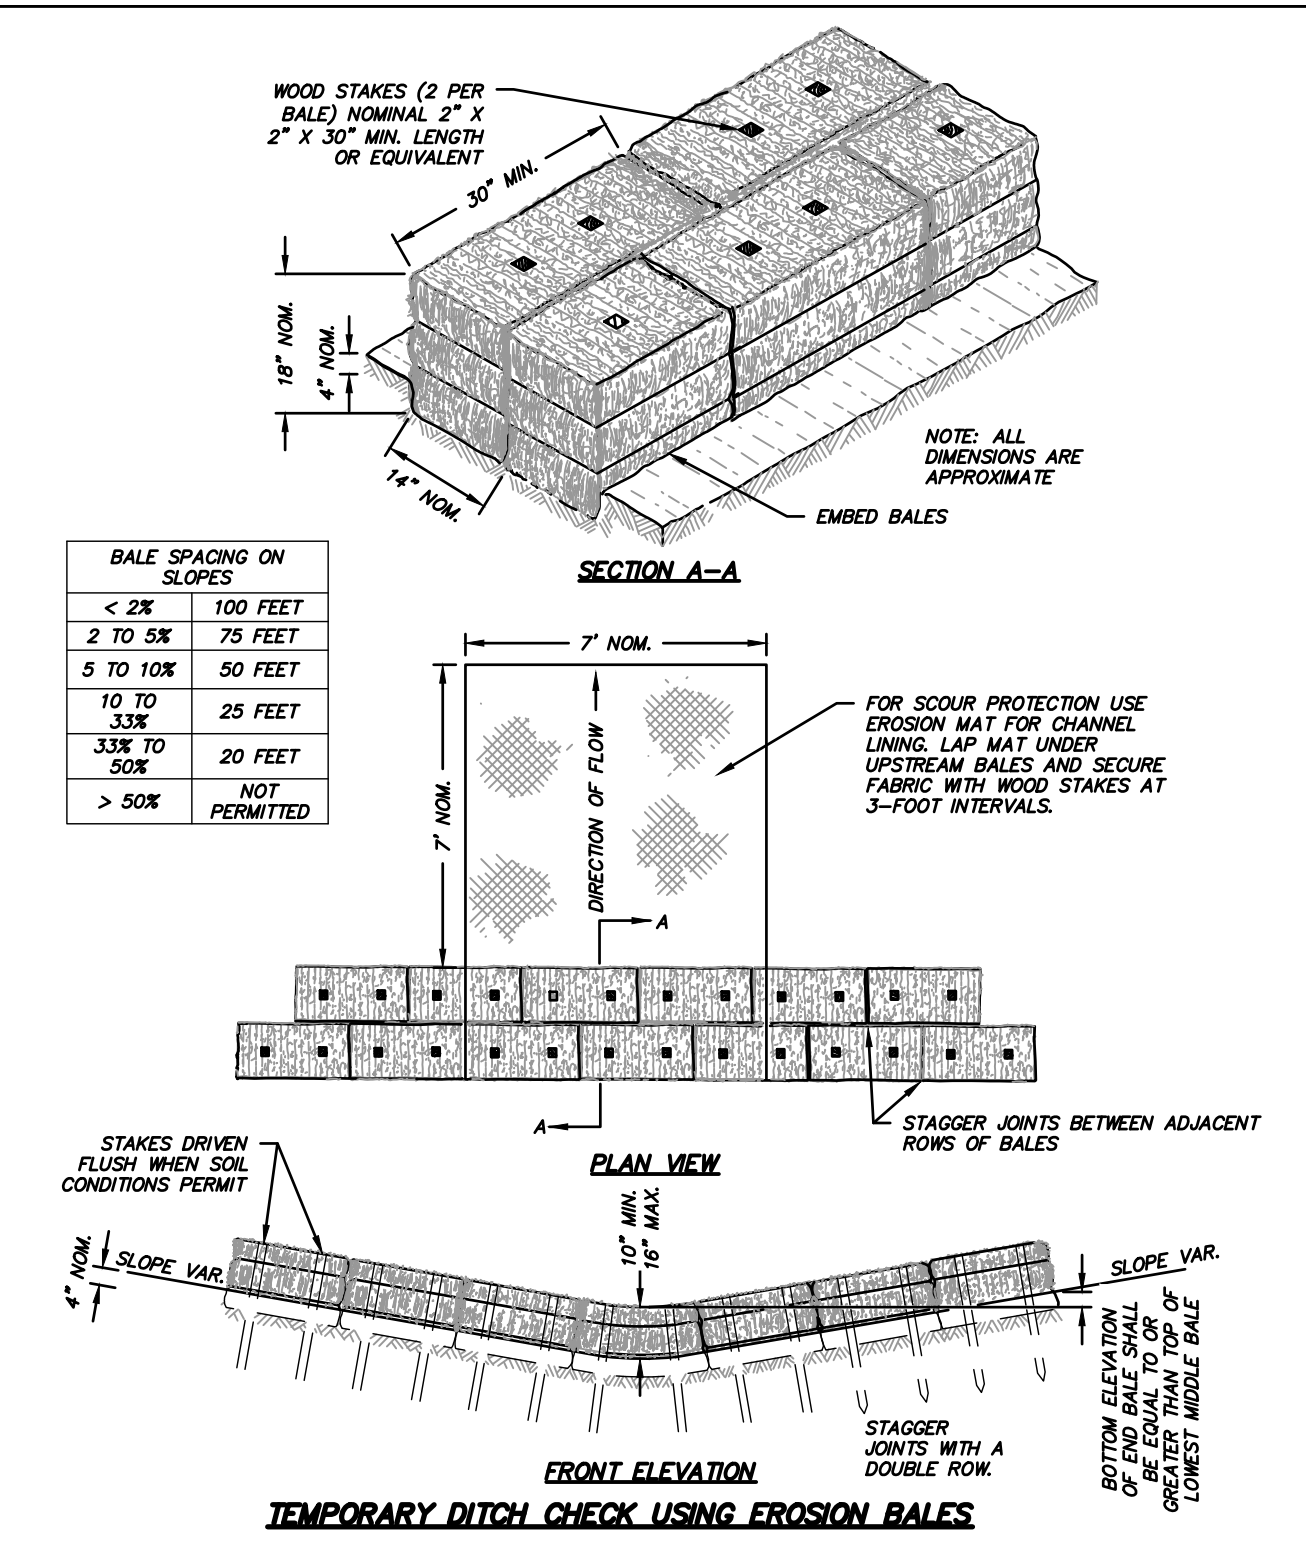 WOOD STAKES (2 PER
BALE) NOMINAL 2" X
2" X 30" MIN. LENGTH
OR EQUIVALENT
30" MIN.
18" NOM.
4" NOM.
14" NOM.
NOTE: ALL
DIMENSIONS ARE
APPROXIMATE
EMBED BALES
SECTION A-A
BALE SPACING ON
SLOPES
< 2% 100 FEET
2 TO 5% 75 FEET
5 TO 10% 50 FEET
10 TO
33%
25 FEET
33% TO
50%
20 FEET
> 50%
NOT
PERMITTED
7' NOM.
7' NOM.
DIRECTION OF FLOW
FOR SCOUR PROTECTION USE
EROSION MAT FOR CHANNEL
LINING. LAP MAT UNDER
UPSTREAM BALES AND SECURE
FABRIC WITH WOOD STAKES AT
3-FOOT INTERVALS.
A
A
STAGGER JOINTS BETWEEN ADJACENT
ROWS OF BALES
PLAN VIEW
STAKES DRIVEN
FLUSH WHEN SOIL
CONDITIONS PERMIT
4" NOM.
SLOPE VAR.
10" MIN.
16" MAX.
SLOPE VAR.
BOTTOM ELEVATION
OF END BALE SHALL
BE EQUAL TO OR
GREATER THAN TOP OF
LOWEST MIDDLE BALE
STAGGER
JOINTS WITH A
DOUBLE ROW.
FRONT ELEVATION
TEMPORARY DITCH CHECK USING EROSION BALES